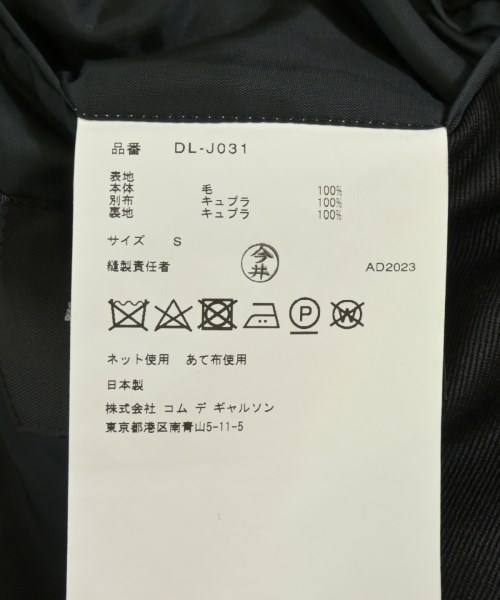 品番 DL-J031
表地
本体 毛 100%
別布 キュプラ 100%
裏地 キュプラ 100%
サイズ S
縫製責任者 今井 AD2023
P W
ネット使用 あて布使用
日本製
株式会社 コム デ ギャルソン
東京都港区南青山5-11-5